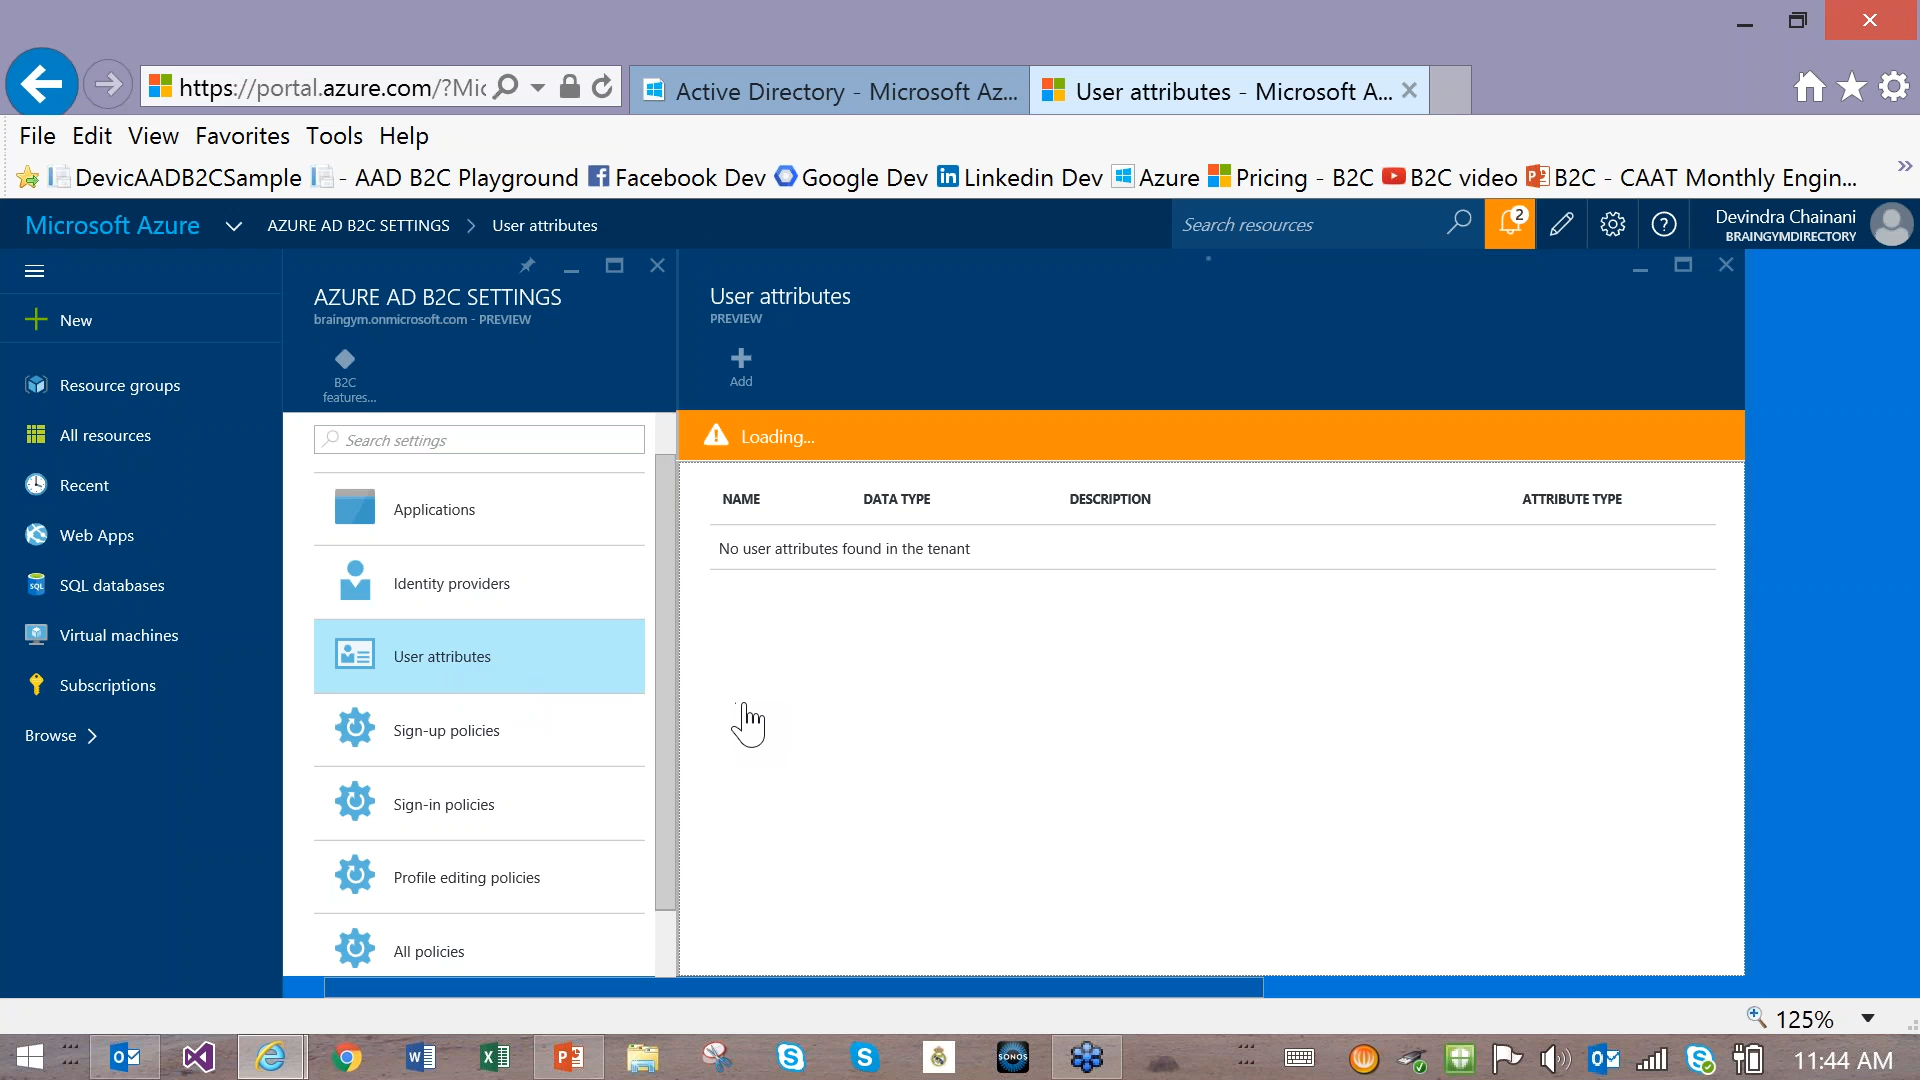 https://portal.azure.com/?Mic
Active Directory - Microsoft Az...
User attributes - Microsoft A...
File Edit View Favorites Tools Help
DevicAADB2CSample - AAD B2C Playground Facebook Dev Google Dev Linkedin Dev Azure Pricing - B2C B2C video B2C - CAAT Monthly Engin...
Microsoft Azure
AZURE AD B2C SETTINGS > User attributes
Search resources
2
Devindra Chainani
BRAINGYMDIRECTORY
New
Resource groups
All resources
Recent
Web Apps
SQL databases
Virtual machines
Subscriptions
Browse
AZURE AD B2C SETTINGS
braingym.onmicrosoft.com - PREVIEW
B2C
features...
Search settings
Applications
Identity providers
User attributes
Sign-up policies
Sign-in policies
Profile editing policies
All policies
User attributes
PREVIEW
Add
Loading...
NAME DATA TYPE DESCRIPTION ATTRIBUTE TYPE
No user attributes found in the tenant
125%
SONOS
11:44 AM